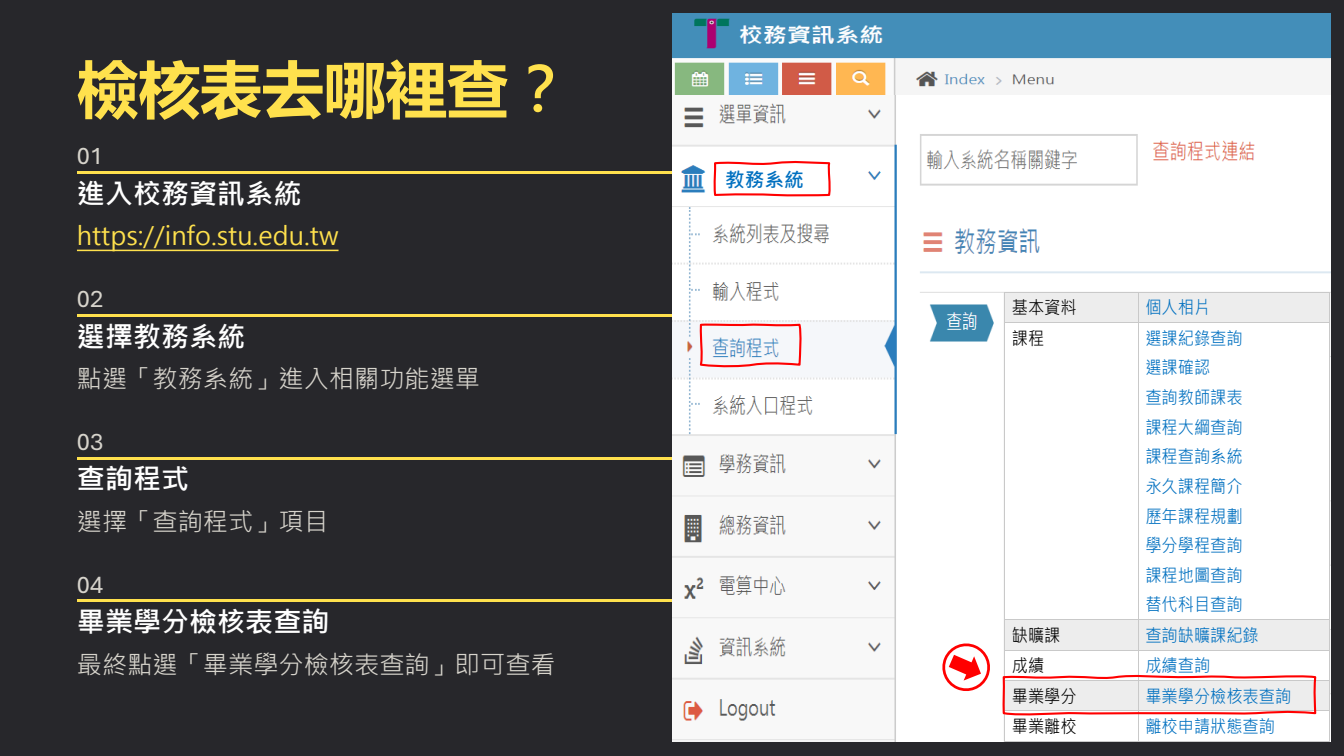 檢核表去哪裡查？
01
進入校務資訊系統
https://info.stu.edu.tw
02
選擇教務系統
點選「教務系統」進入相關功能選單
03
查詢程式
選擇「查詢程式」項目
04
畢業學分檢核表查詢
最終點選「畢業學分檢核表查詢」即可查看
校務資訊系統
選單資訊
教務系統
系統列表及搜尋
輸入程式
查詢程式
系統入口程式
學務資訊
總務資訊
x² 電算中心
資訊系統
Logout
Index > Menu
輸入系統名稱關鍵字 查詢程式連結
教務資訊
查詢
基本資料 個人相片
課程 選課紀錄查詢
選課確認
查詢教師課表
課程大綱查詢
課程查詢系統
永久課程簡介
歷年課程規劃
學分學程查詢
課程地圖查詢
替代科目查詢
缺曠課 查詢缺曠課紀錄
成績 成績查詢
畢業學分 畢業學分檢核表查詢
畢業離校 離校申請狀態查詢